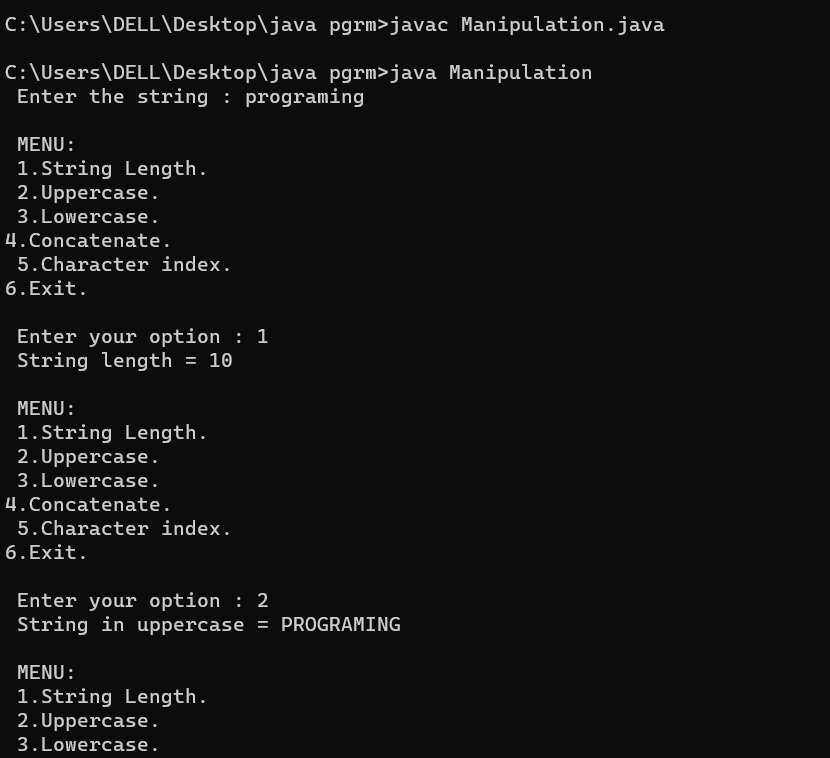 C:\Users\DELL\Desktop\java pgrm>javac Manipulation.java
C:\Users\DELL\Desktop\java pgrm>java Manipulation
Enter the string : programing
MENU:
1.String Length.
2.Uppercase.
3.Lowercase.
4.Concatenate.
5.Character index.
6.Exit.
Enter your option : 1
String length = 10
MENU:
1.String Length.
2.Uppercase.
3.Lowercase.
4.Concatenate.
5.Character index.
6.Exit.
Enter your option : 2
String in uppercase = PROGRAMING
MENU:
1.String Length.
2.Uppercase.
3.Lowercase.